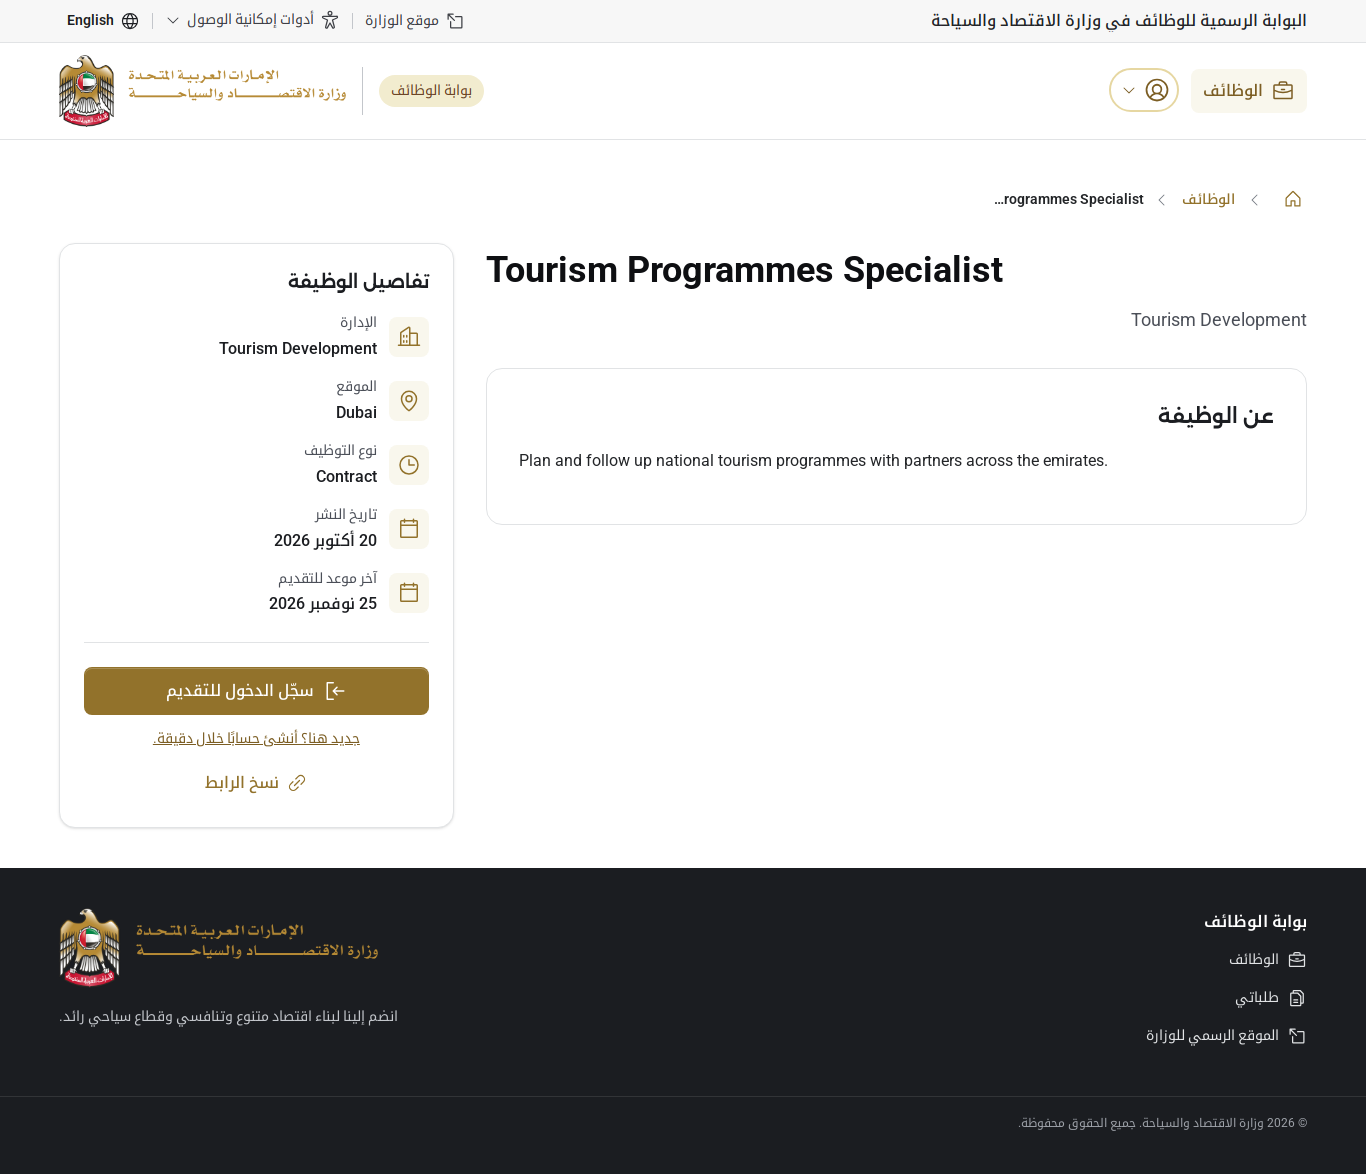 البوابة الرسمية للوظائف في وزارة الاقتصاد والسياحة
موقع الوزارة
أدوات إمكانية الوصول
English
الوظائف
بوابة الوظائف
الإمارات العربية المتحدة
وزارة الاقتصاد والسياحة
الوظائف
...rogrammes Specialist
Tourism Programmes Specialist
Tourism Development
عن الوظيفة
Plan and follow up national tourism programmes with partners across the emirates.
تفاصيل الوظيفة
الإدارة
Tourism Development
الموقع
Dubai
نوع التوظيف
Contract
تاريخ النشر
20 أكتوبر 2026
آخر موعد للتقديم
25 نوفمبر 2026
سجّل الدخول للتقديم
جديد هنا؟ أنشئ حسابًا خلال دقيقة.
نسخ الرابط
بوابة الوظائف
الوظائف
طلباتي
الموقع الرسمي للوزارة
الإمارات العربية المتحدة
وزارة الاقتصاد والسياحة
انضم إلينا لبناء اقتصاد متنوع وتنافسي وقطاع سياحي رائد.
© 2026 وزارة الاقتصاد والسياحة. جميع الحقوق محفوظة.